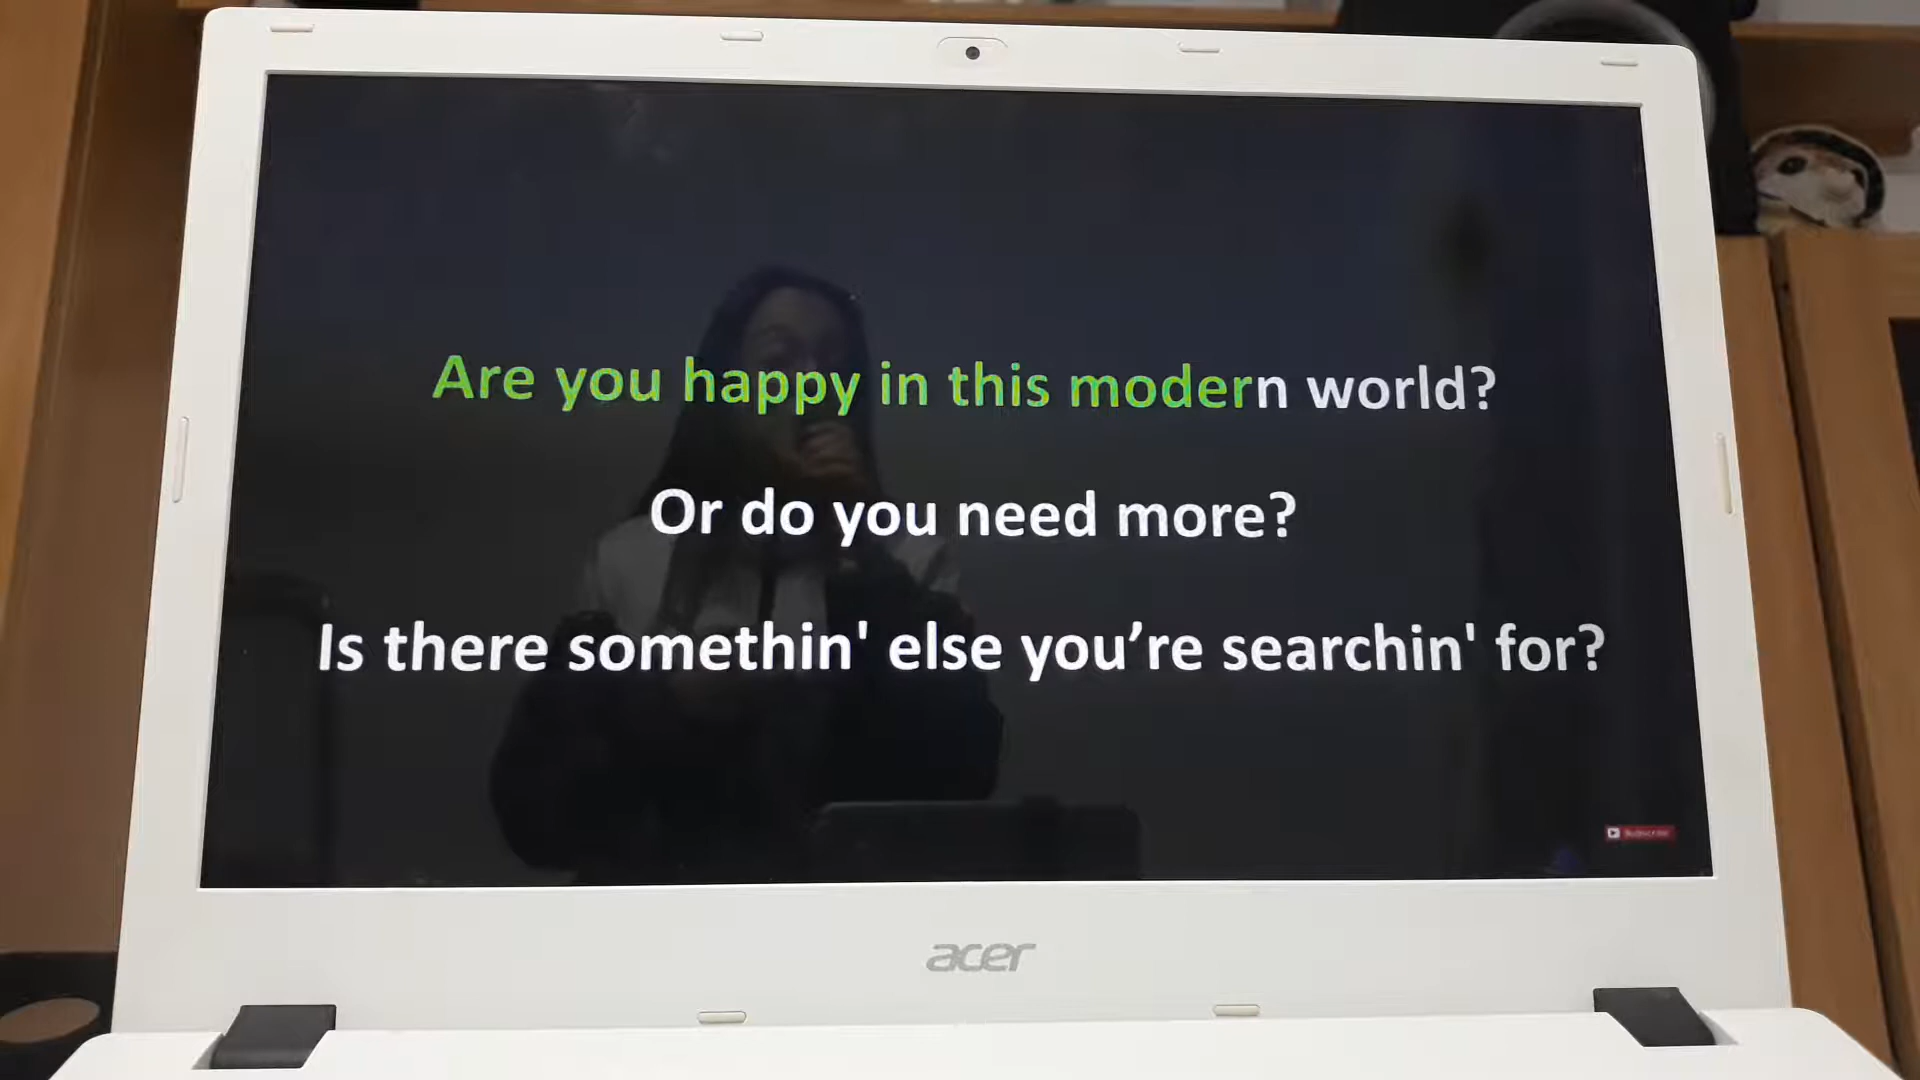 Are you happy in this modern world?
Or do you need more?
Is there somethin' else you’re searchin' for?
Subscribe
acer